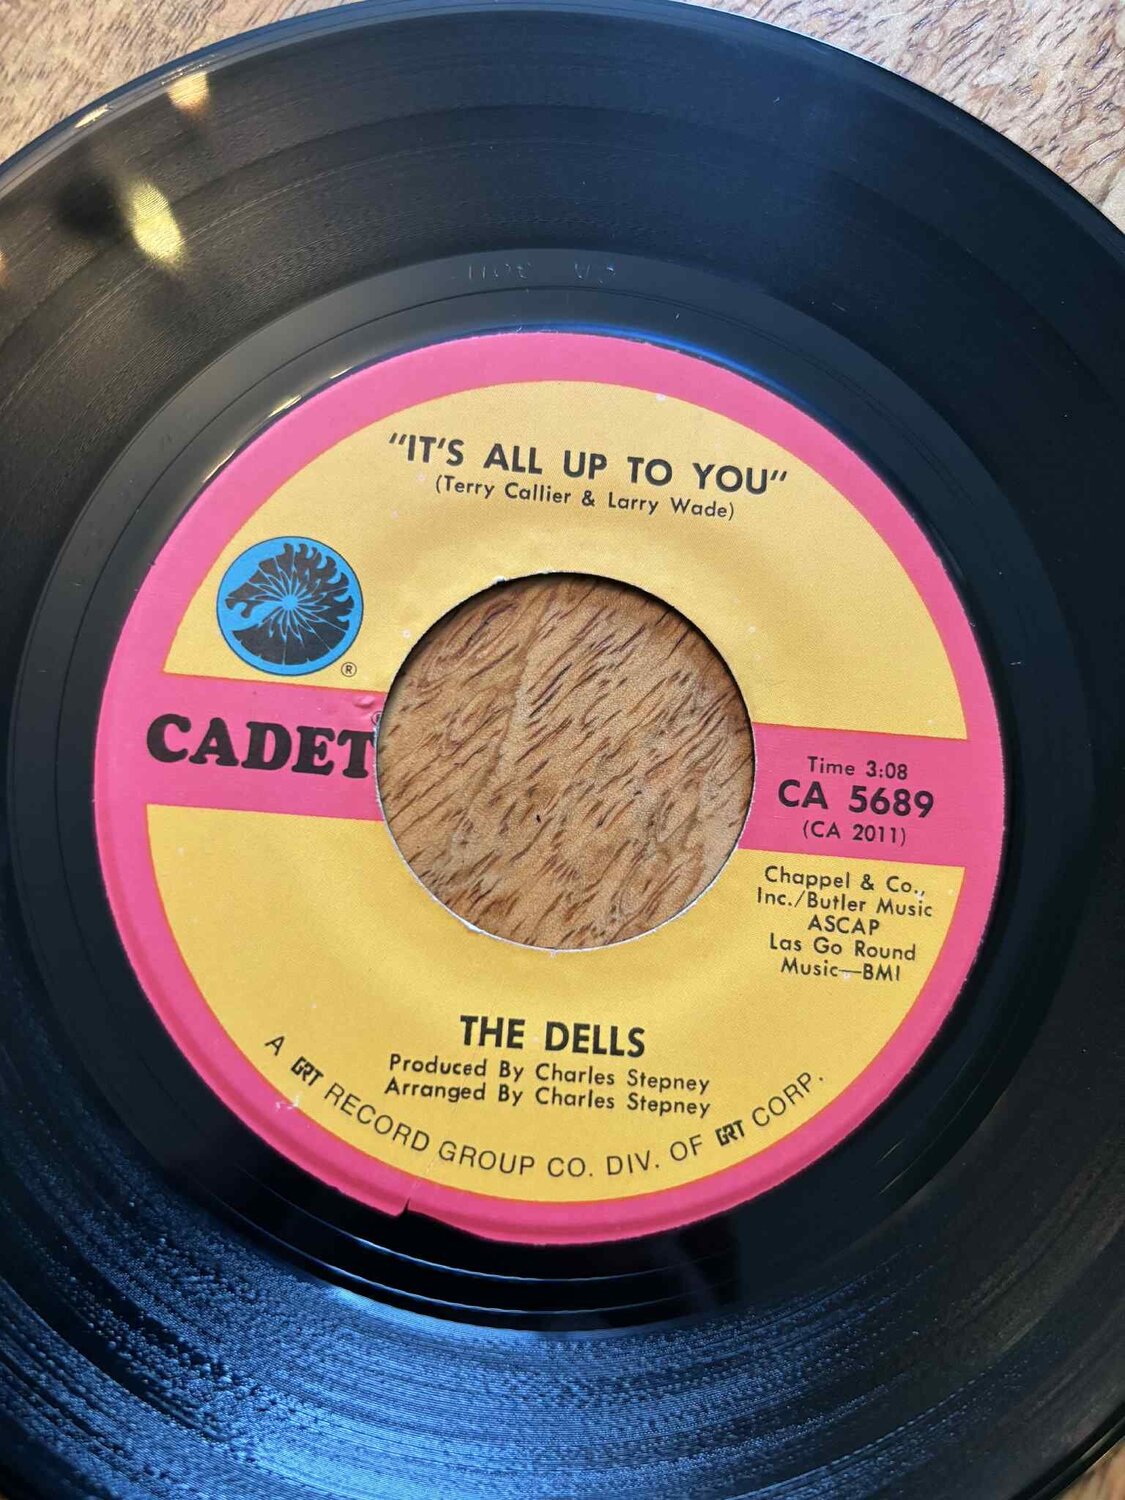 "IT'S ALL UP TO YOU"
(Terry Callier & Larry Wade)
®
CADET
Time 3:08
CA 5689
(CA 2011)
Chappel & Co.,
Inc./Butler Music
ASCAP
Las Go Round
Music—BMI
THE DELLS
Produced By Charles Stepney
Arranged By Charles Stepney
A GRT RECORD GROUP CO. DIV. OF GRT CORP.